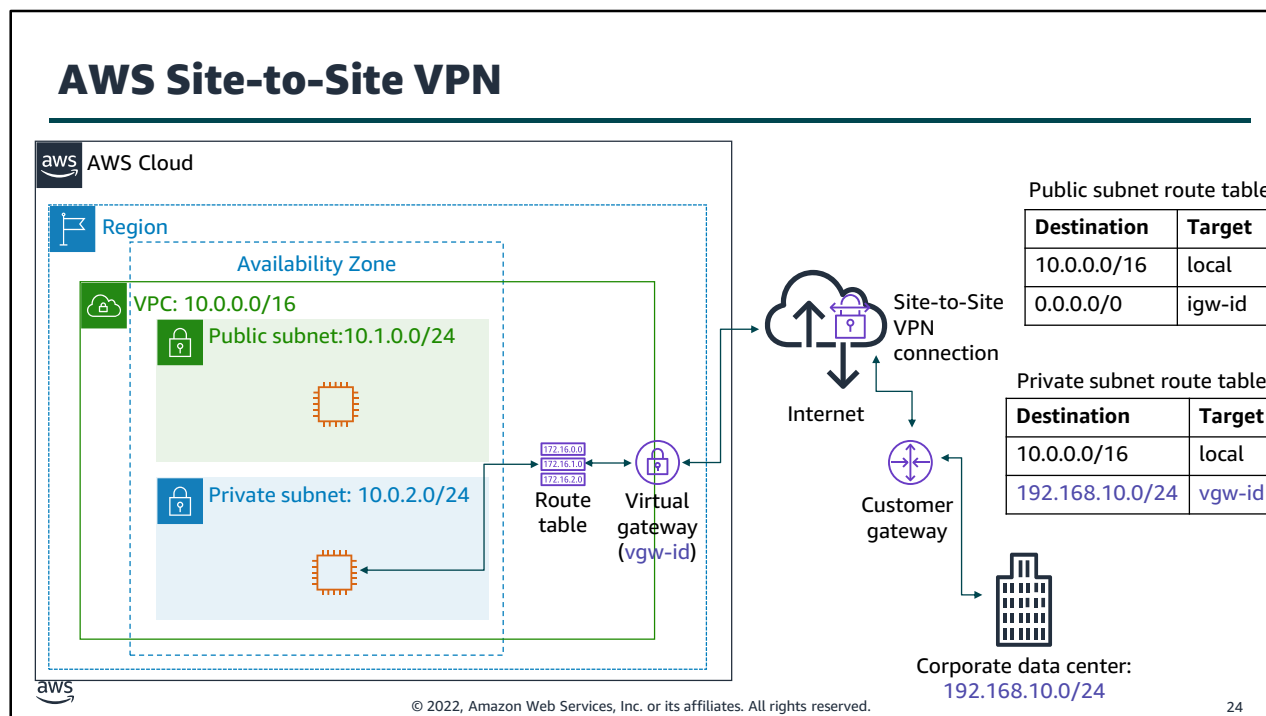 AWS Site-to-Site VPN
aws
AWS Cloud
Region
Availability Zone
VPC: 10.0.0.0/16
Public subnet:10.1.0.0/24
Private subnet: 10.0.2.0/24
172.16.0.0
172.16.1.0
172.16.2.0
Route
table
Virtual
gateway
(vgw-id)
Site-to-Site
VPN
connection
Internet
Customer
gateway
Corporate data center:
192.168.10.0/24
Public subnet route table
Destination Target
10.0.0.0/16 local
0.0.0.0/0 igw-id
Private subnet route table
Destination Target
10.0.0.0/16 local
192.168.10.0/24 vgw-id
aws
© 2022, Amazon Web Services, Inc. or its affiliates. All rights reserved.
24